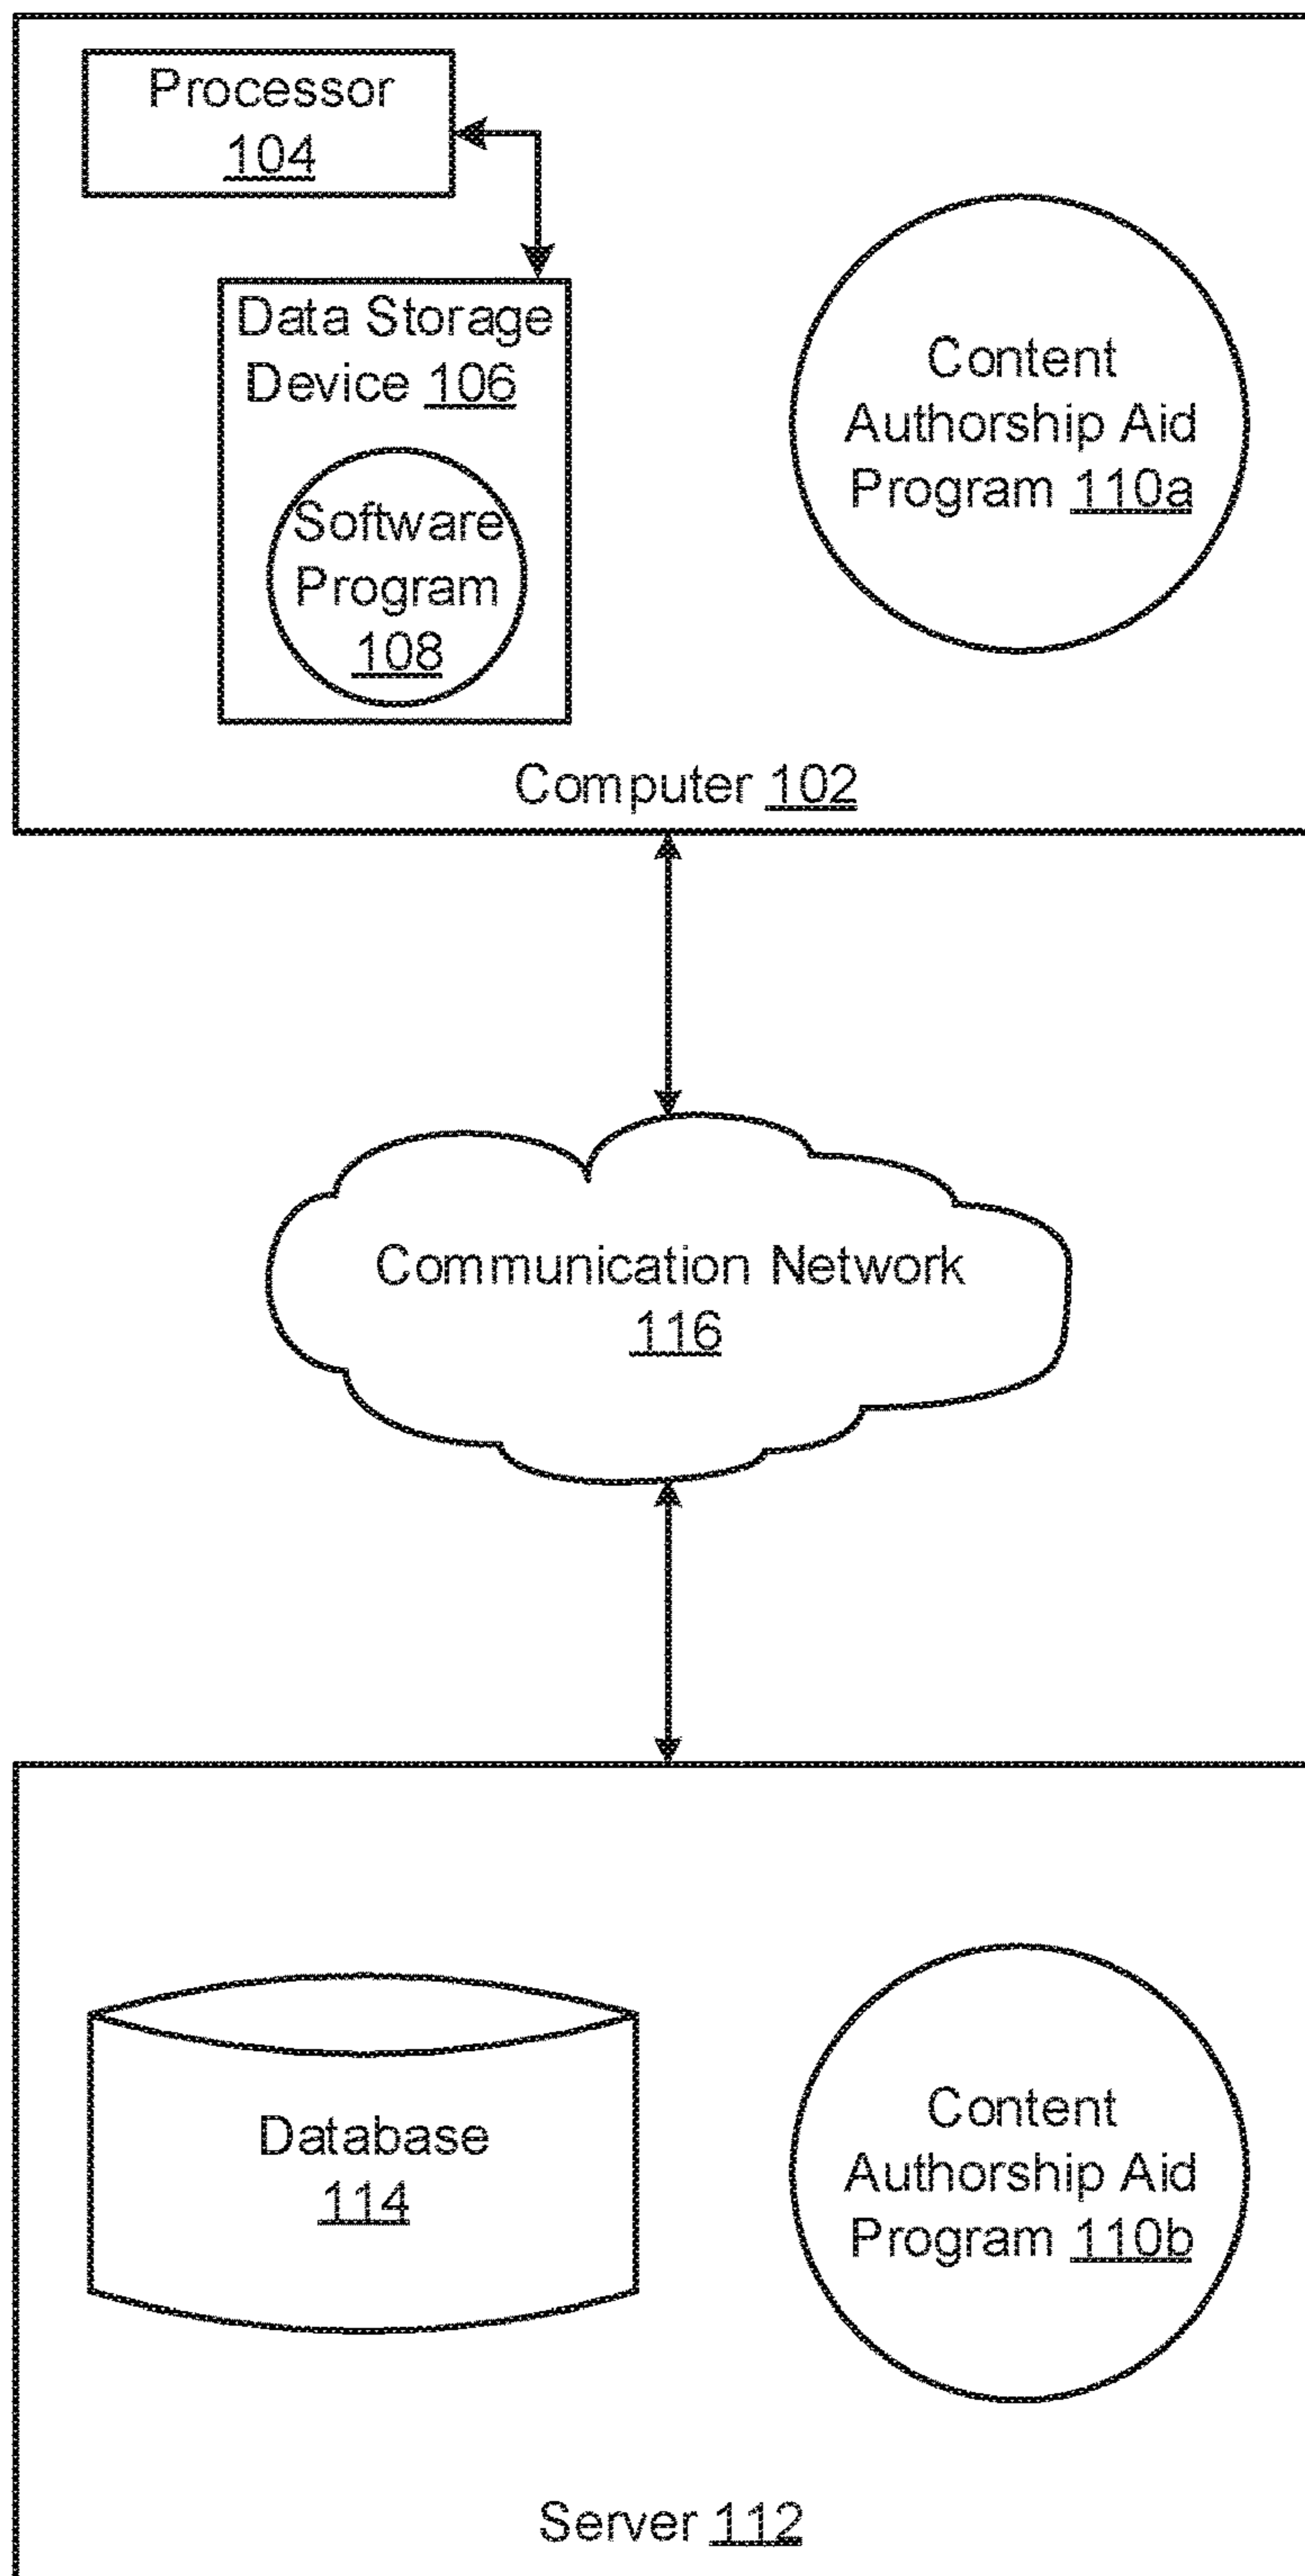 Processor
104
Data Storage
Device 106
Software
Program
108
Content
Authorship Aid
Program 110a
Computer 102
Communication Network
116
Database
114
Content
Authorship Aid
Program 110b
Server 112